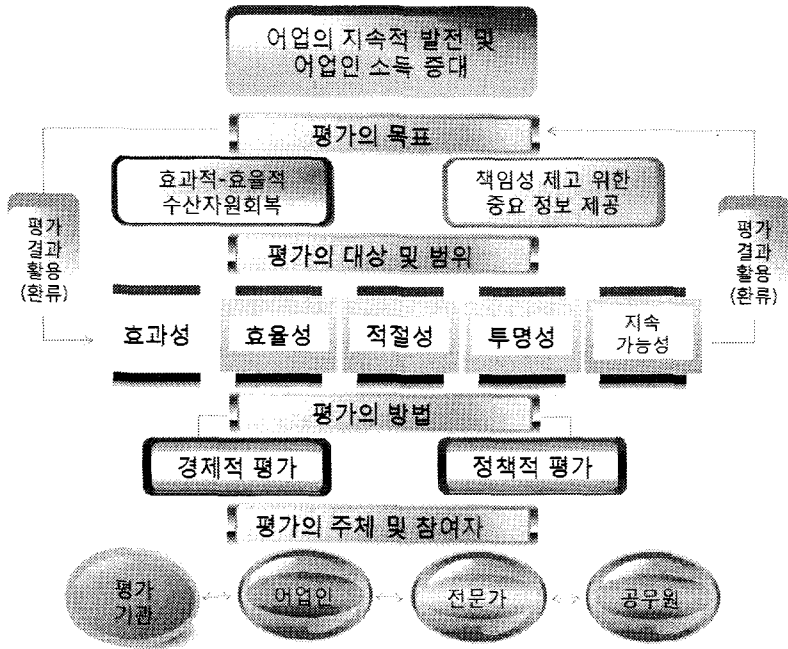 어업의 지속적 발전 및
어업인 소득 증대
평가의 목표
효과적-효율적
수산자원회복
책임성 제고 위한
중요 정보 제공
평가
결과
활용
(환류)
평가
결과
활용
(환류)
평가의 대상 및 범위
효과성
효율성
적절성
투명성
지속
가능성
평가의 방법
경제적 평가
정책적 평가
평가의 주체 및 참여자
평가
기관
어업인
전문가
공무원